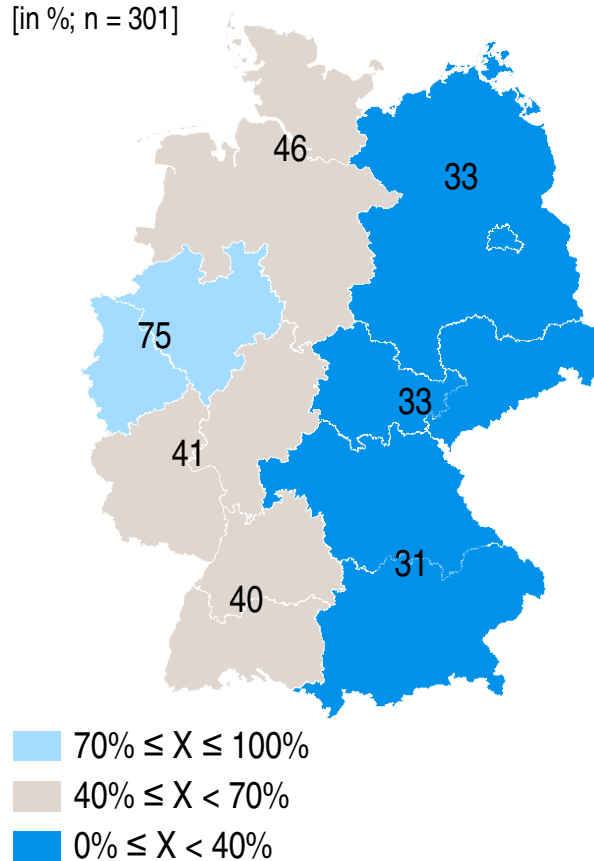 [in %; n = 301]
46
33
75
33
41
31
40
70% ≤ X ≤ 100%
40% ≤ X < 70%
0% ≤ X < 40%